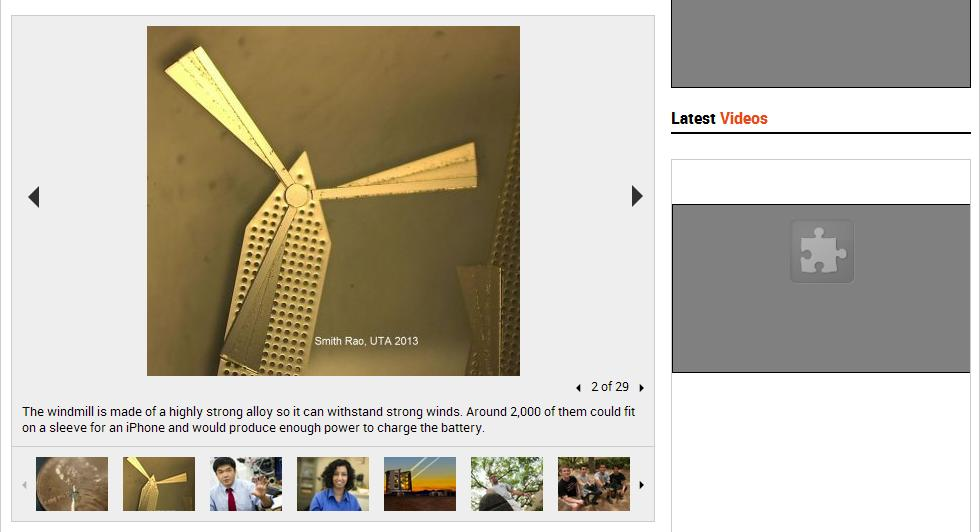 Latest Videos
Smith Rao, UTA 2013
2 of 29
The windmill is made of a highly strong alloy so it can withstand strong winds. Around 2,000 of them could fit
on a sleeve for an iPhone and would produce enough power to charge the battery.